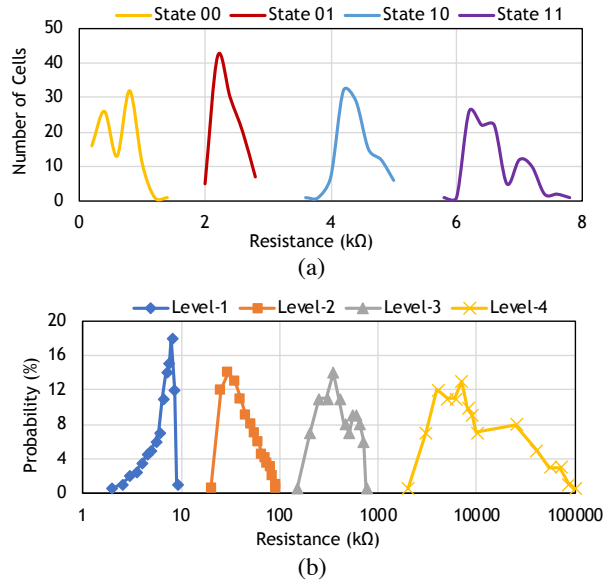 State 00 State 01 State 10 State 11
50
40
30
20
10
0
Number of Cells
0 2 4 6 8
Resistance (kΩ)
(a)
Level-1 Level-2 Level-3 Level-4
20
16
12
8
4
0
Probability (%)
1 10 100 1000 10000 100000
Resistance (kΩ)
(b)